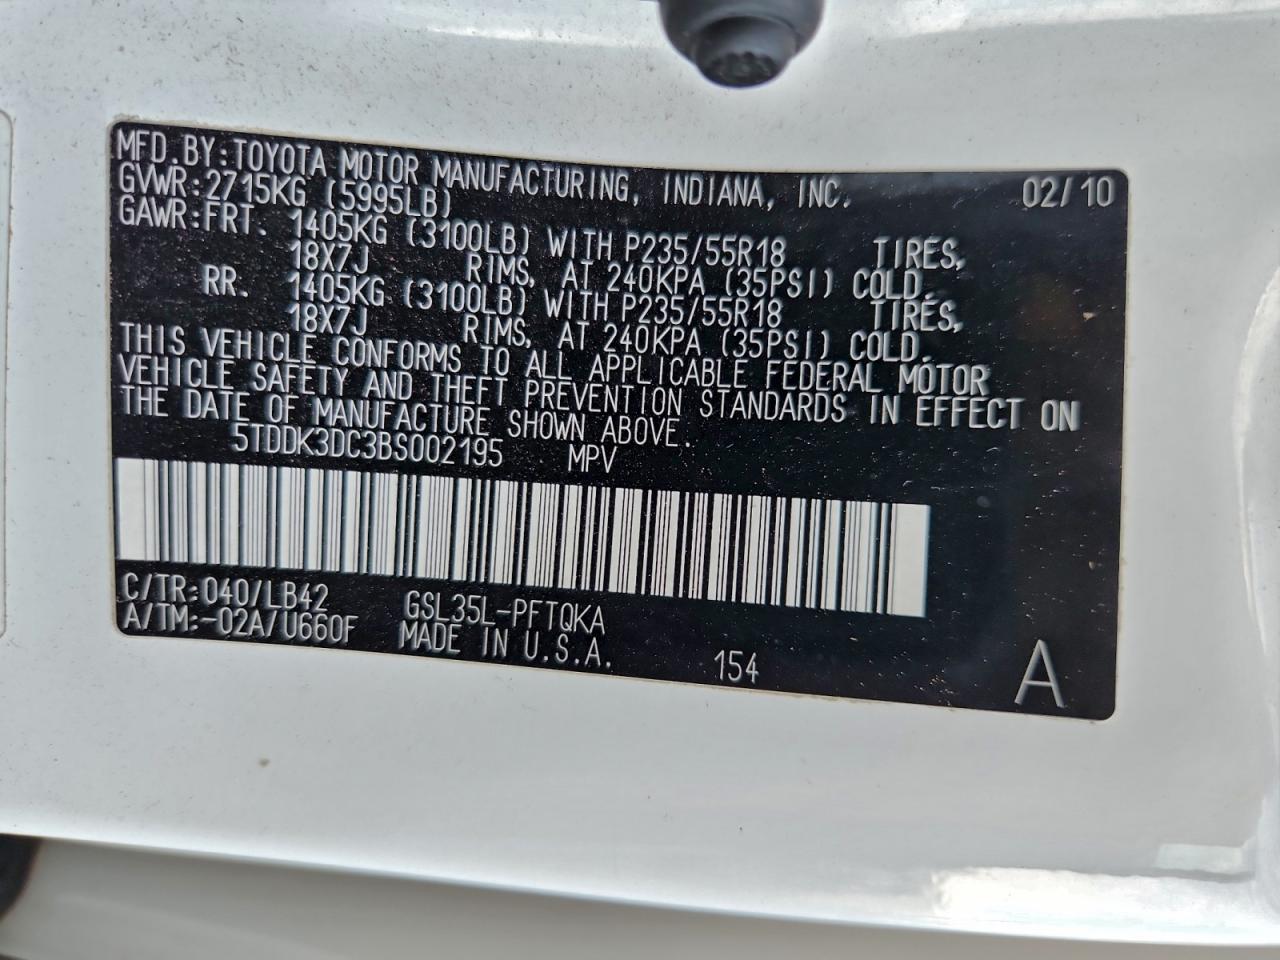 MFD.BY:TOYOTA MOTOR MANUFACTURING, INDIANA, INC. 02/10
GVWR:2715KG (5995LB)
GAWR:FRT. 1405KG (3100LB) WITH P235/55R18 TIRES,
18X7J RIMS, AT 240KPA (35PSI) COLD.
RR. 1405KG (3100LB) WITH P235/55R18 TIRES,
18X7J RIMS, AT 240KPA (35PSI) COLD.
THIS VEHICLE CONFORMS TO ALL APPLICABLE FEDERAL MOTOR
VEHICLE SAFETY AND THEFT PREVENTION STANDARDS IN EFFECT ON
THE DATE OF MANUFACTURE SHOWN ABOVE.
5TDDK3DC3BS002195 MPV
C/TR:040/LB42 GSL35L-PFTQKA
A/TM:-02A/U660F MADE IN U.S.A. 154 A